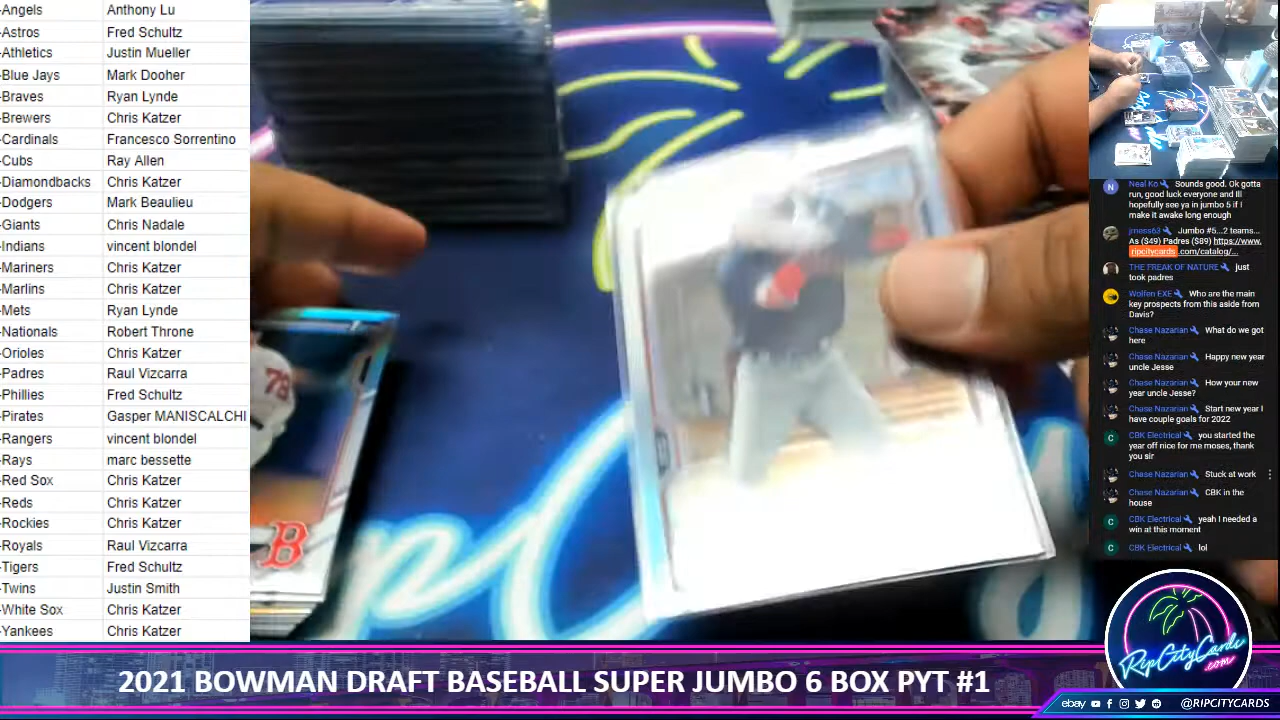 -Angels Anthony Lu
-Astros Fred Schultz
-Athletics Justin Mueller
-Blue Jays Mark Dooher
-Braves Ryan Lynde
-Brewers Chris Katzer
-Cardinals Francesco Sorrentino
-Cubs Ray Allen
-Diamondbacks Chris Katzer
-Dodgers Mark Beaulieu
-Giants Chris Nadale
-Indians vincent blondel
-Mariners Chris Katzer
-Marlins Chris Katzer
-Mets Ryan Lynde
-Nationals Robert Throne
-Orioles Chris Katzer
-Padres Raul Vizcarra
-Phillies Fred Schultz
-Pirates Gasper MANISCALCHI
-Rangers vincent blondel
-Rays marc bessette
-Red Sox Chris Katzer
-Reds Chris Katzer
-Rockies Chris Katzer
-Royals Raul Vizcarra
-Tigers Fred Schultz
-Twins Justin Smith
-White Sox Chris Katzer
-Yankees Chris Katzer
78
B
N
Neal Ko Sounds good. Ok gotta
run, good luck everyone and Ill
hopefully see ya in jumbo 5 if I
make it awake long enough
jmess63 Jumbo #5...2 teams...
As ($49) Padres ($89) https://www.
ripcitycards.com/catalog/...
THE FREAK OF NATURE just
took padres
Wolfen EXE Who are the main
key prospects from this aside from
Davis?
Chase Nazarian What do we got
here
Chase Nazarian Happy new year
uncle Jesse
Chase Nazarian How your new
year uncle Jesse?
Chase Nazarian Start new year I
have couple goals for 2022
C
CBK Electrical you started the
year off nice for me moses, thank
you sir
Chase Nazarian Stuck at work
Chase Nazarian CBK in the
house
C
CBK Electrical yeah I needed a
win at this moment
C
CBK Electrical lol
RipCityCards
.com
2021 BOWMAN DRAFT BASEBALL SUPER JUMBO 6 BOX PYT #1
ebay @RIPCITYCARDS